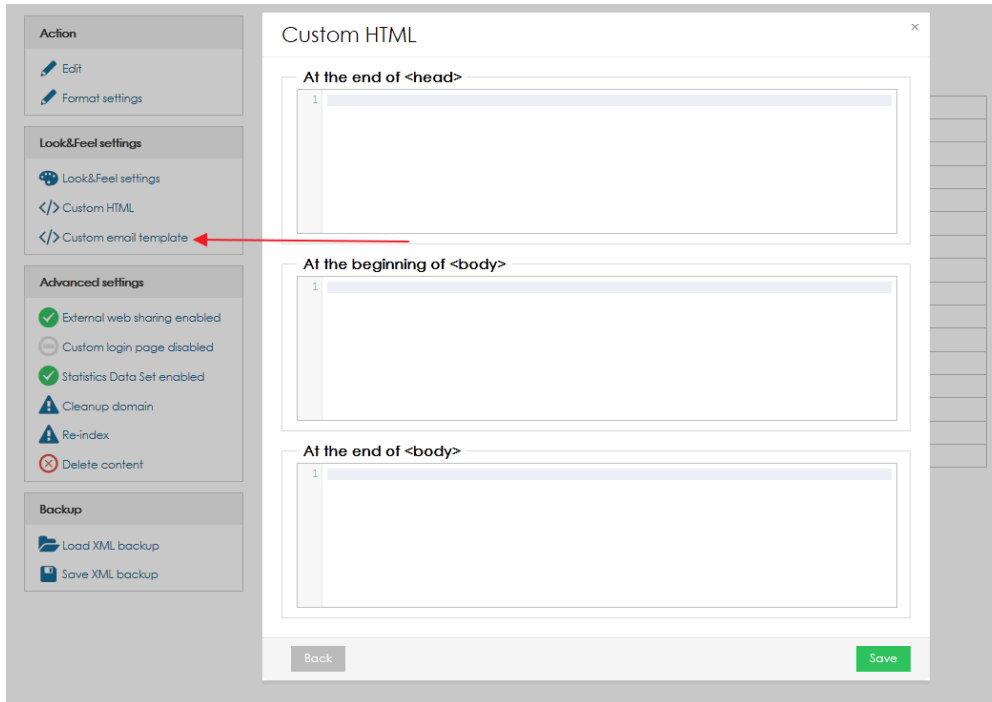 Action
Edit
Format settings
Look&Feel settings
Look&Feel settings
</> Custom HTML
</> Custom email template
Advanced settings
External web sharing enabled
Custom login page disabled
Statistics Data Set enabled
Cleanup domain
Re-index
Delete content
Backup
Load XML backup
Save XML backup
Custom HTML
×
At the end of <head>
1
At the beginning of <body>
1
At the end of <body>
1
Back
Save